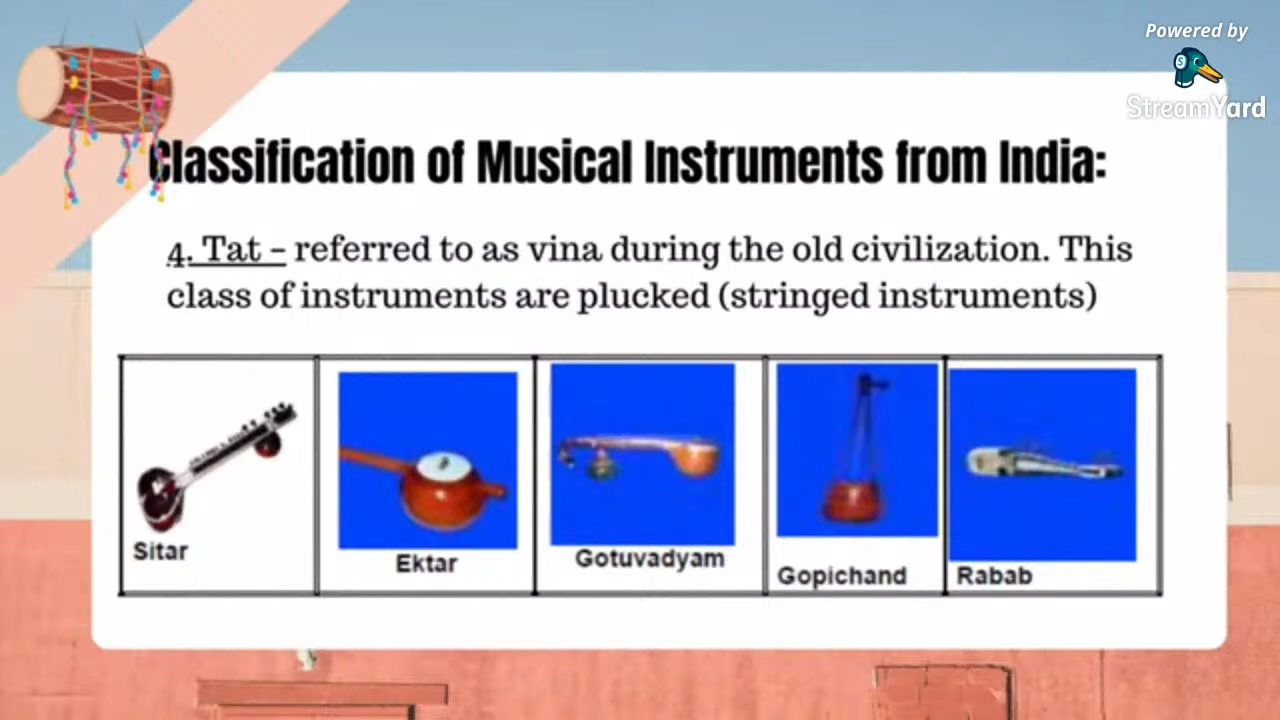 Powered by
StreamYard
Classification of Musical Instruments from India:
4. Tat – referred to as vina during the old civilization. This
class of instruments are plucked (stringed instruments)
Sitar
Ektar
Gotuvadyam
Gopichand
Rabab